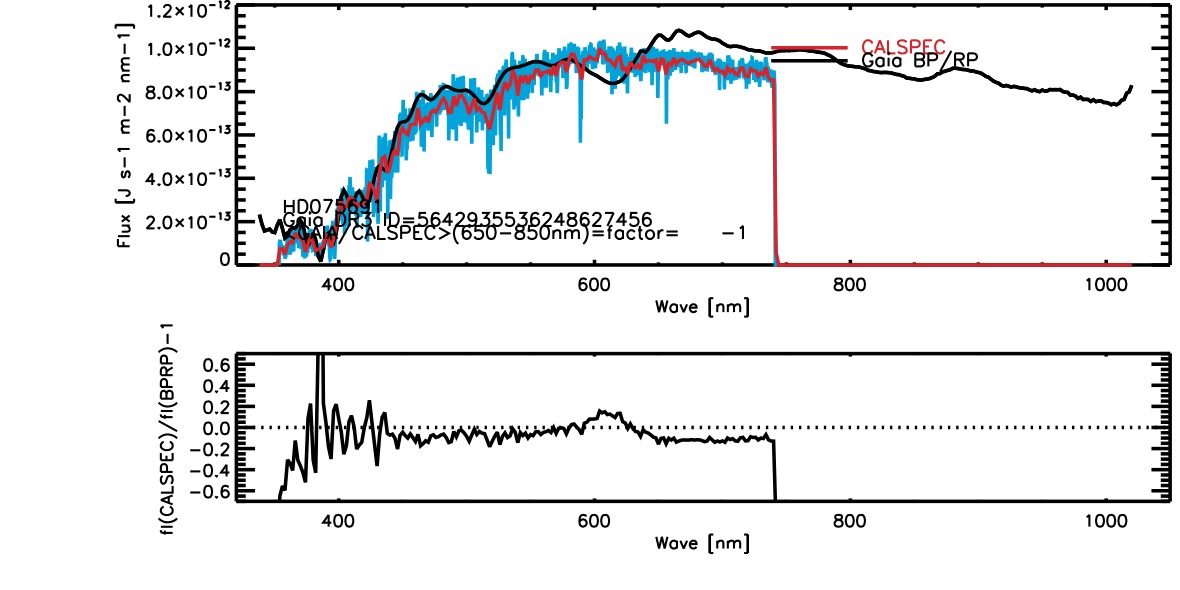 1.2×10−12
1.0×10−12
8.0×10−13
6.0×10−13
4.0×10−13
2.0×10−13
0
Flux [J s−1 m−2 nm−1]
CALSPEC
Gaia BP/RP
Gaia DR3 ID=5642935536248627456
/CALSPEC>(650−850nm)=factor= −1
400 600 800 1000
Wave [nm]
0.6
0.4
0.2
0.0
−0.2
−0.4
−0.6
fl(CALSPEC)/fl(BPRP)−1
400 600 800 1000
Wave [nm]